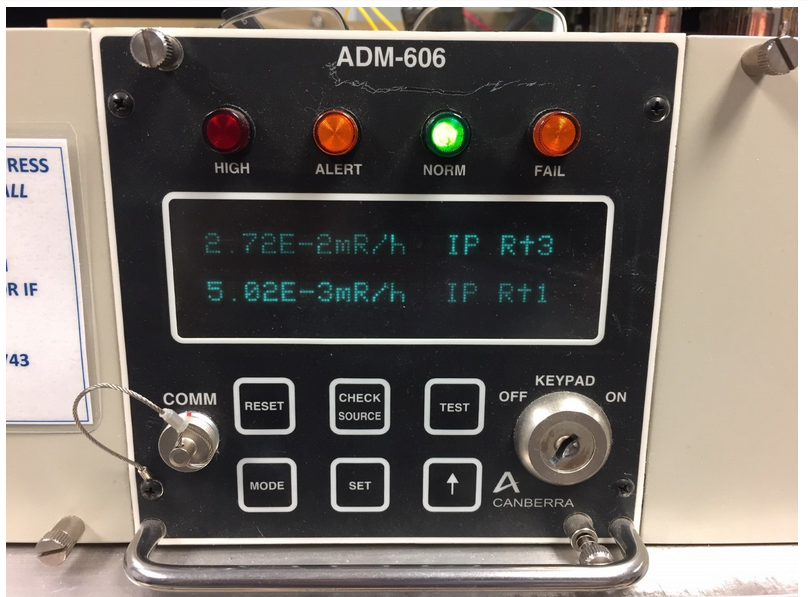 ADM-606
HIGH ALERT NORM FAIL
RESS
ALL
R IF
743
2.72E-2mR/h IP R↑3
5.02E-3mR/h IP R↑1
COMM
RESET
CHECK
SOURCE
TEST
KEYPAD
OFF ON
MODE
SET
↑
CANBERRA